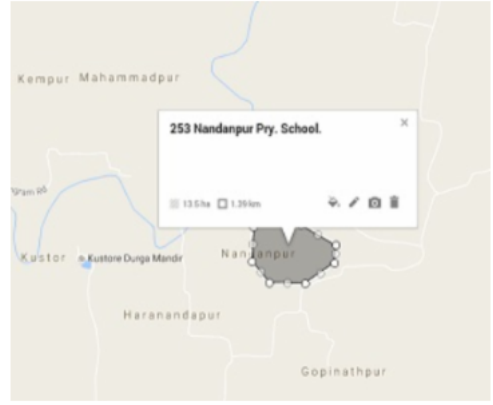 Kempur Mahammadpur
253 Nandanpur Pry. School.
13.5 ha 1.39 km
Kustor
Kustore Durga Mandir
Nandanpur
Haranandapur
Gopinathpur